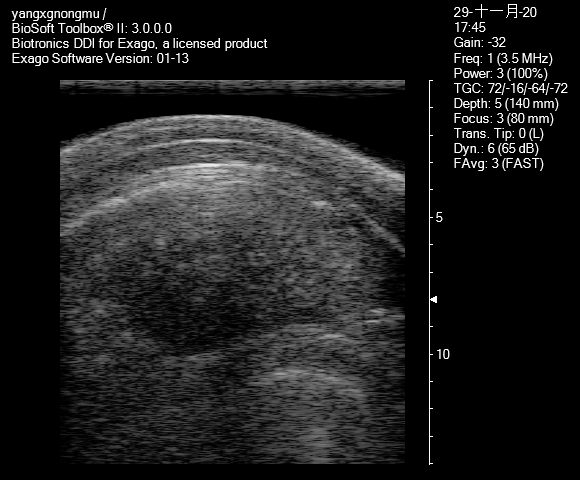 yangxgnongmu /
BioSoft Toolbox® II: 3.0.0.0
Biotronics DDI for Exago, a licensed product
Exago Software Version: 01-13
29-十一月-20
17:45
Gain: -32
Freq: 1 (3.5 MHz)
Power: 3 (100%)
TGC: 72/-16/-64/-72
Depth: 5 (140 mm)
Focus: 3 (80 mm)
Trans. Tip: 0 (L)
Dyn.: 6 (65 dB)
FAvg: 3 (FAST)
5
10